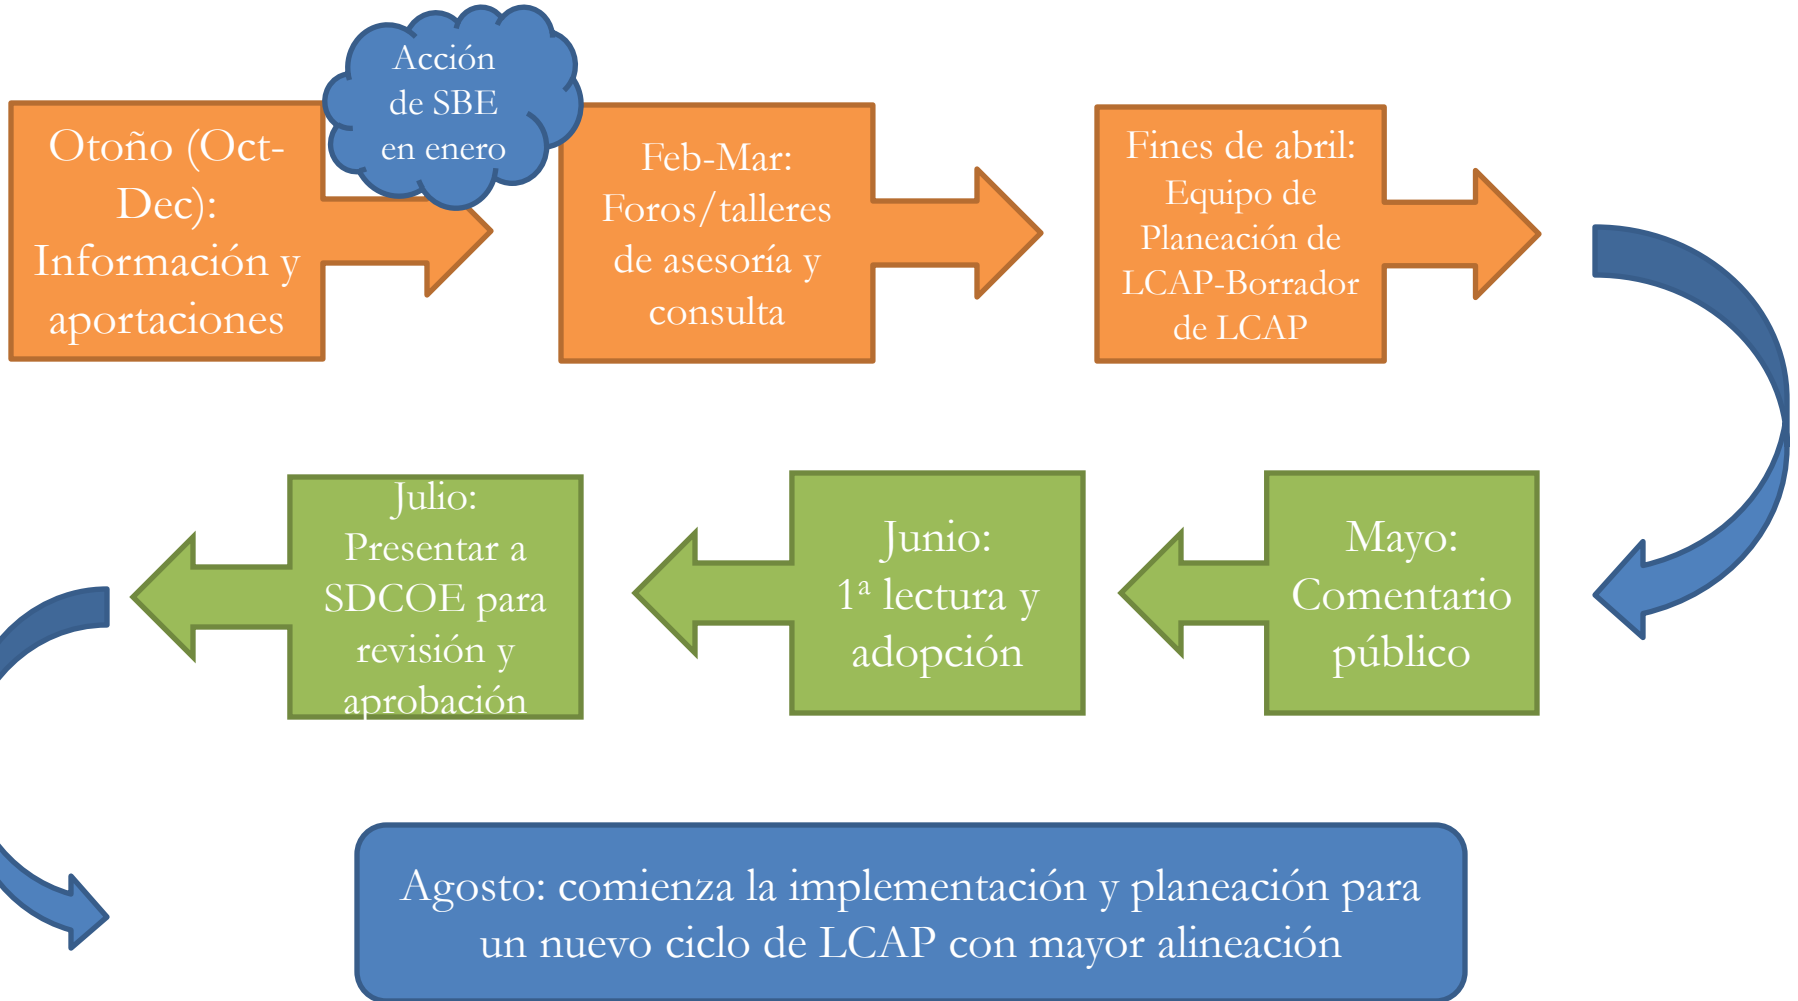 Otoño (Oct-
Dec):
Información y
aportaciones
Acción
de SBE
en enero
Feb-Mar:
Foros/talleres
de asesoría y
consulta
Fines de abril:
Equipo de
Planeación de
LCAP-Borrador
de LCAP
Mayo:
Comentario
público
Junio:
1ª lectura y
adopción
Julio:
Presentar a
SDCOE para
revisión y
aprobación
Agosto: comienza la implementación y planeación para
un nuevo ciclo de LCAP con mayor alineación